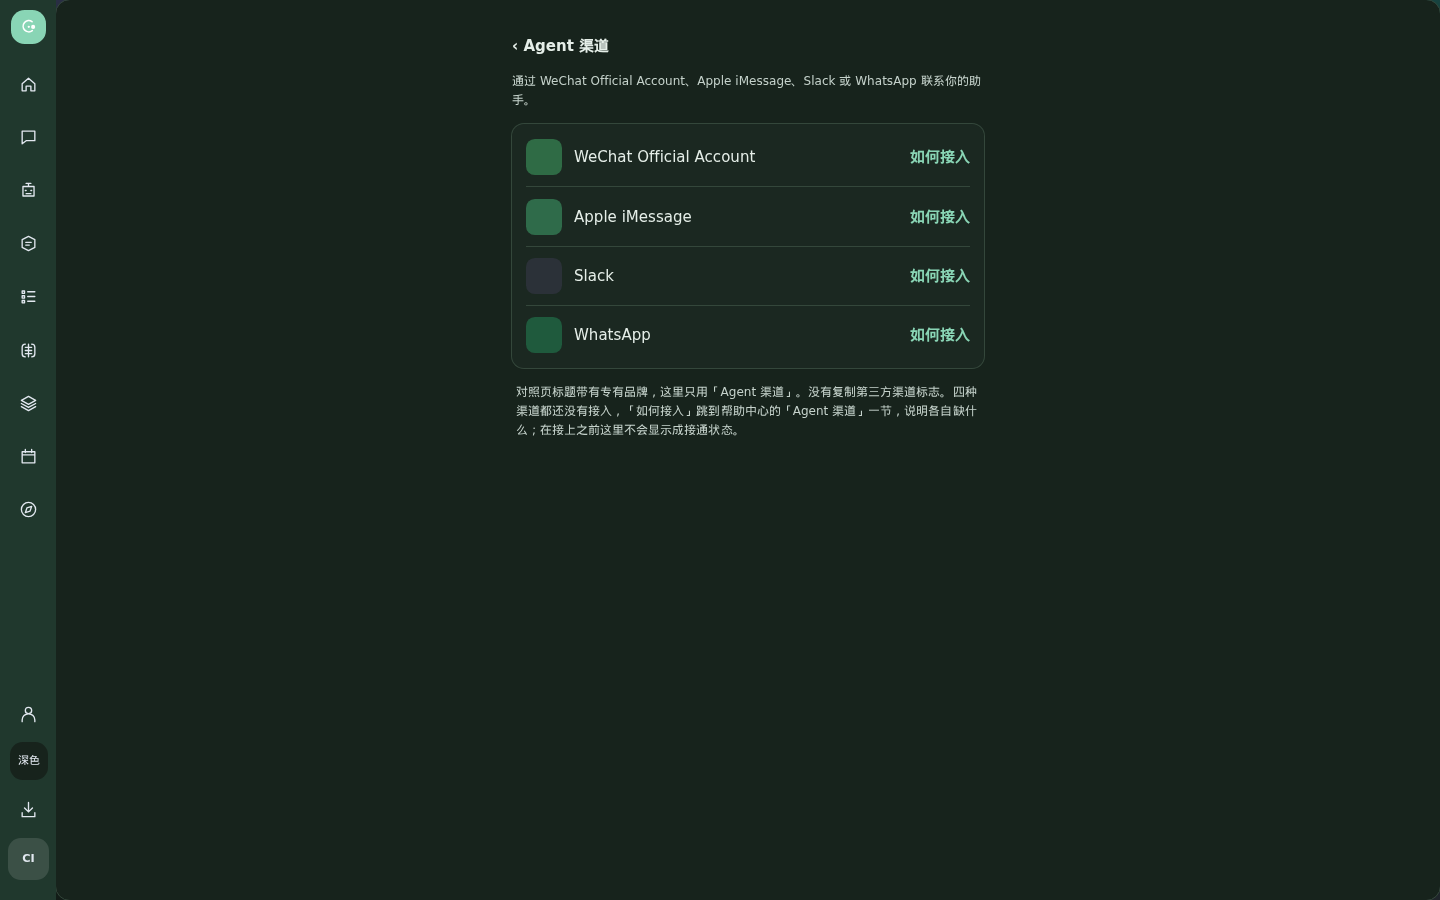 ‹ Agent 渠道
通过 WeChat Official Account、Apple iMessage、Slack 或 WhatsApp 联系你的助
手。
WeChat Official Account 如何接入
Apple iMessage 如何接入
Slack 如何接入
WhatsApp 如何接入
对照页标题带有专有品牌，这里只用「Agent 渠道」。没有复制第三方渠道标志。四种
渠道都还没有接入，「如何接入」跳到帮助中心的「Agent 渠道」一节，说明各自缺什
么；在接上之前这里不会显示成接通状态。
深色
CI